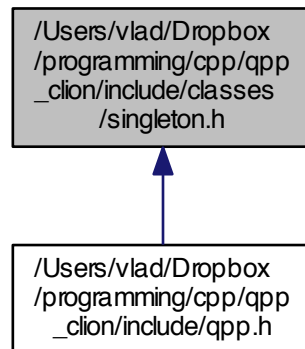 /Users/vlad/Dropbox
/programming/cpp/qpp
_clion/include/classes
/singleton.h
/Users/vlad/Dropbox
/programming/cpp/qpp
_clion/include/qpp.h